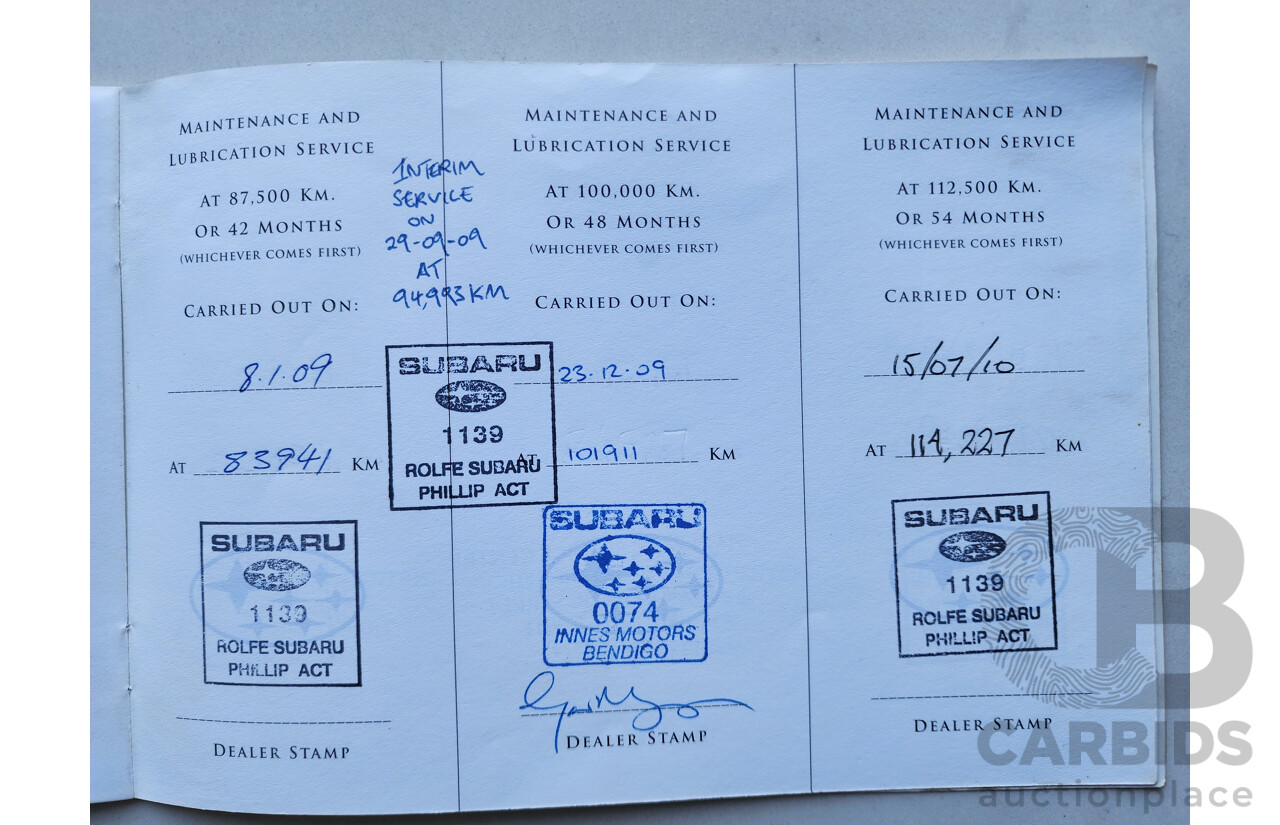 MAINTENANCE AND
LUBRICATION SERVICE
AT 87,500 KM.
OR 42 MONTHS
(WHICHEVER COMES FIRST)
CARRIED OUT ON:
8.1.09
AT 83941 KM
SUBARU
1139
ROLFE SUBARU
PHILLIP ACT
DEALER STAMP
INTERIM
SERVICE
ON
29-09-09
AT
94,993 KM
SUBARU
1139
ROLFE SUBARU
PHILLIP ACT
MAINTENANCE AND
LUBRICATION SERVICE
AT 100,000 KM.
OR 48 MONTHS
(WHICHEVER COMES FIRST)
CARRIED OUT ON:
23.12.09
AT 101911 KM
SUBARU
0074
INNES MOTORS
BENDIGO
DEALER STAMP
MAINTENANCE AND
LUBRICATION SERVICE
AT 112,500 KM.
OR 54 MONTHS
(WHICHEVER COMES FIRST)
CARRIED OUT ON:
15/07/10
AT 114,227 KM
SUBARU
1139
ROLFE SUBARU
PHILLIP ACT
DEALER STAMP
CARBIDS
auctionplace